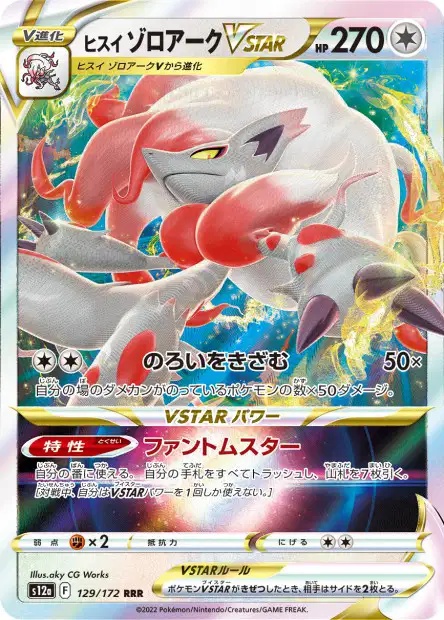 V進化
ヒスイ ゾロアーク VSTAR HP 270
ヒスイ ゾロアークVから進化
のろいをきざむ 50×
自分の場のダメカンがのっているポケモンの数×50ダメージ。
VSTARパワー
特性 とくせい ファントムスター
自分の番に使える。自分の手札をすべてトラッシュし、山札を7枚引く。
[対戦中、自分はVSTARパワーを1回しか使えない。]
弱点 ×2 抵抗力 にげる
Illus.aky CG Works
VSTARルール
s12a F 129/172 RRR
ポケモンVSTARがきぜつしたとき、相手はサイドを2枚とる。
©2022 Pokémon/Nintendo/Creatures/GAME FREAK.